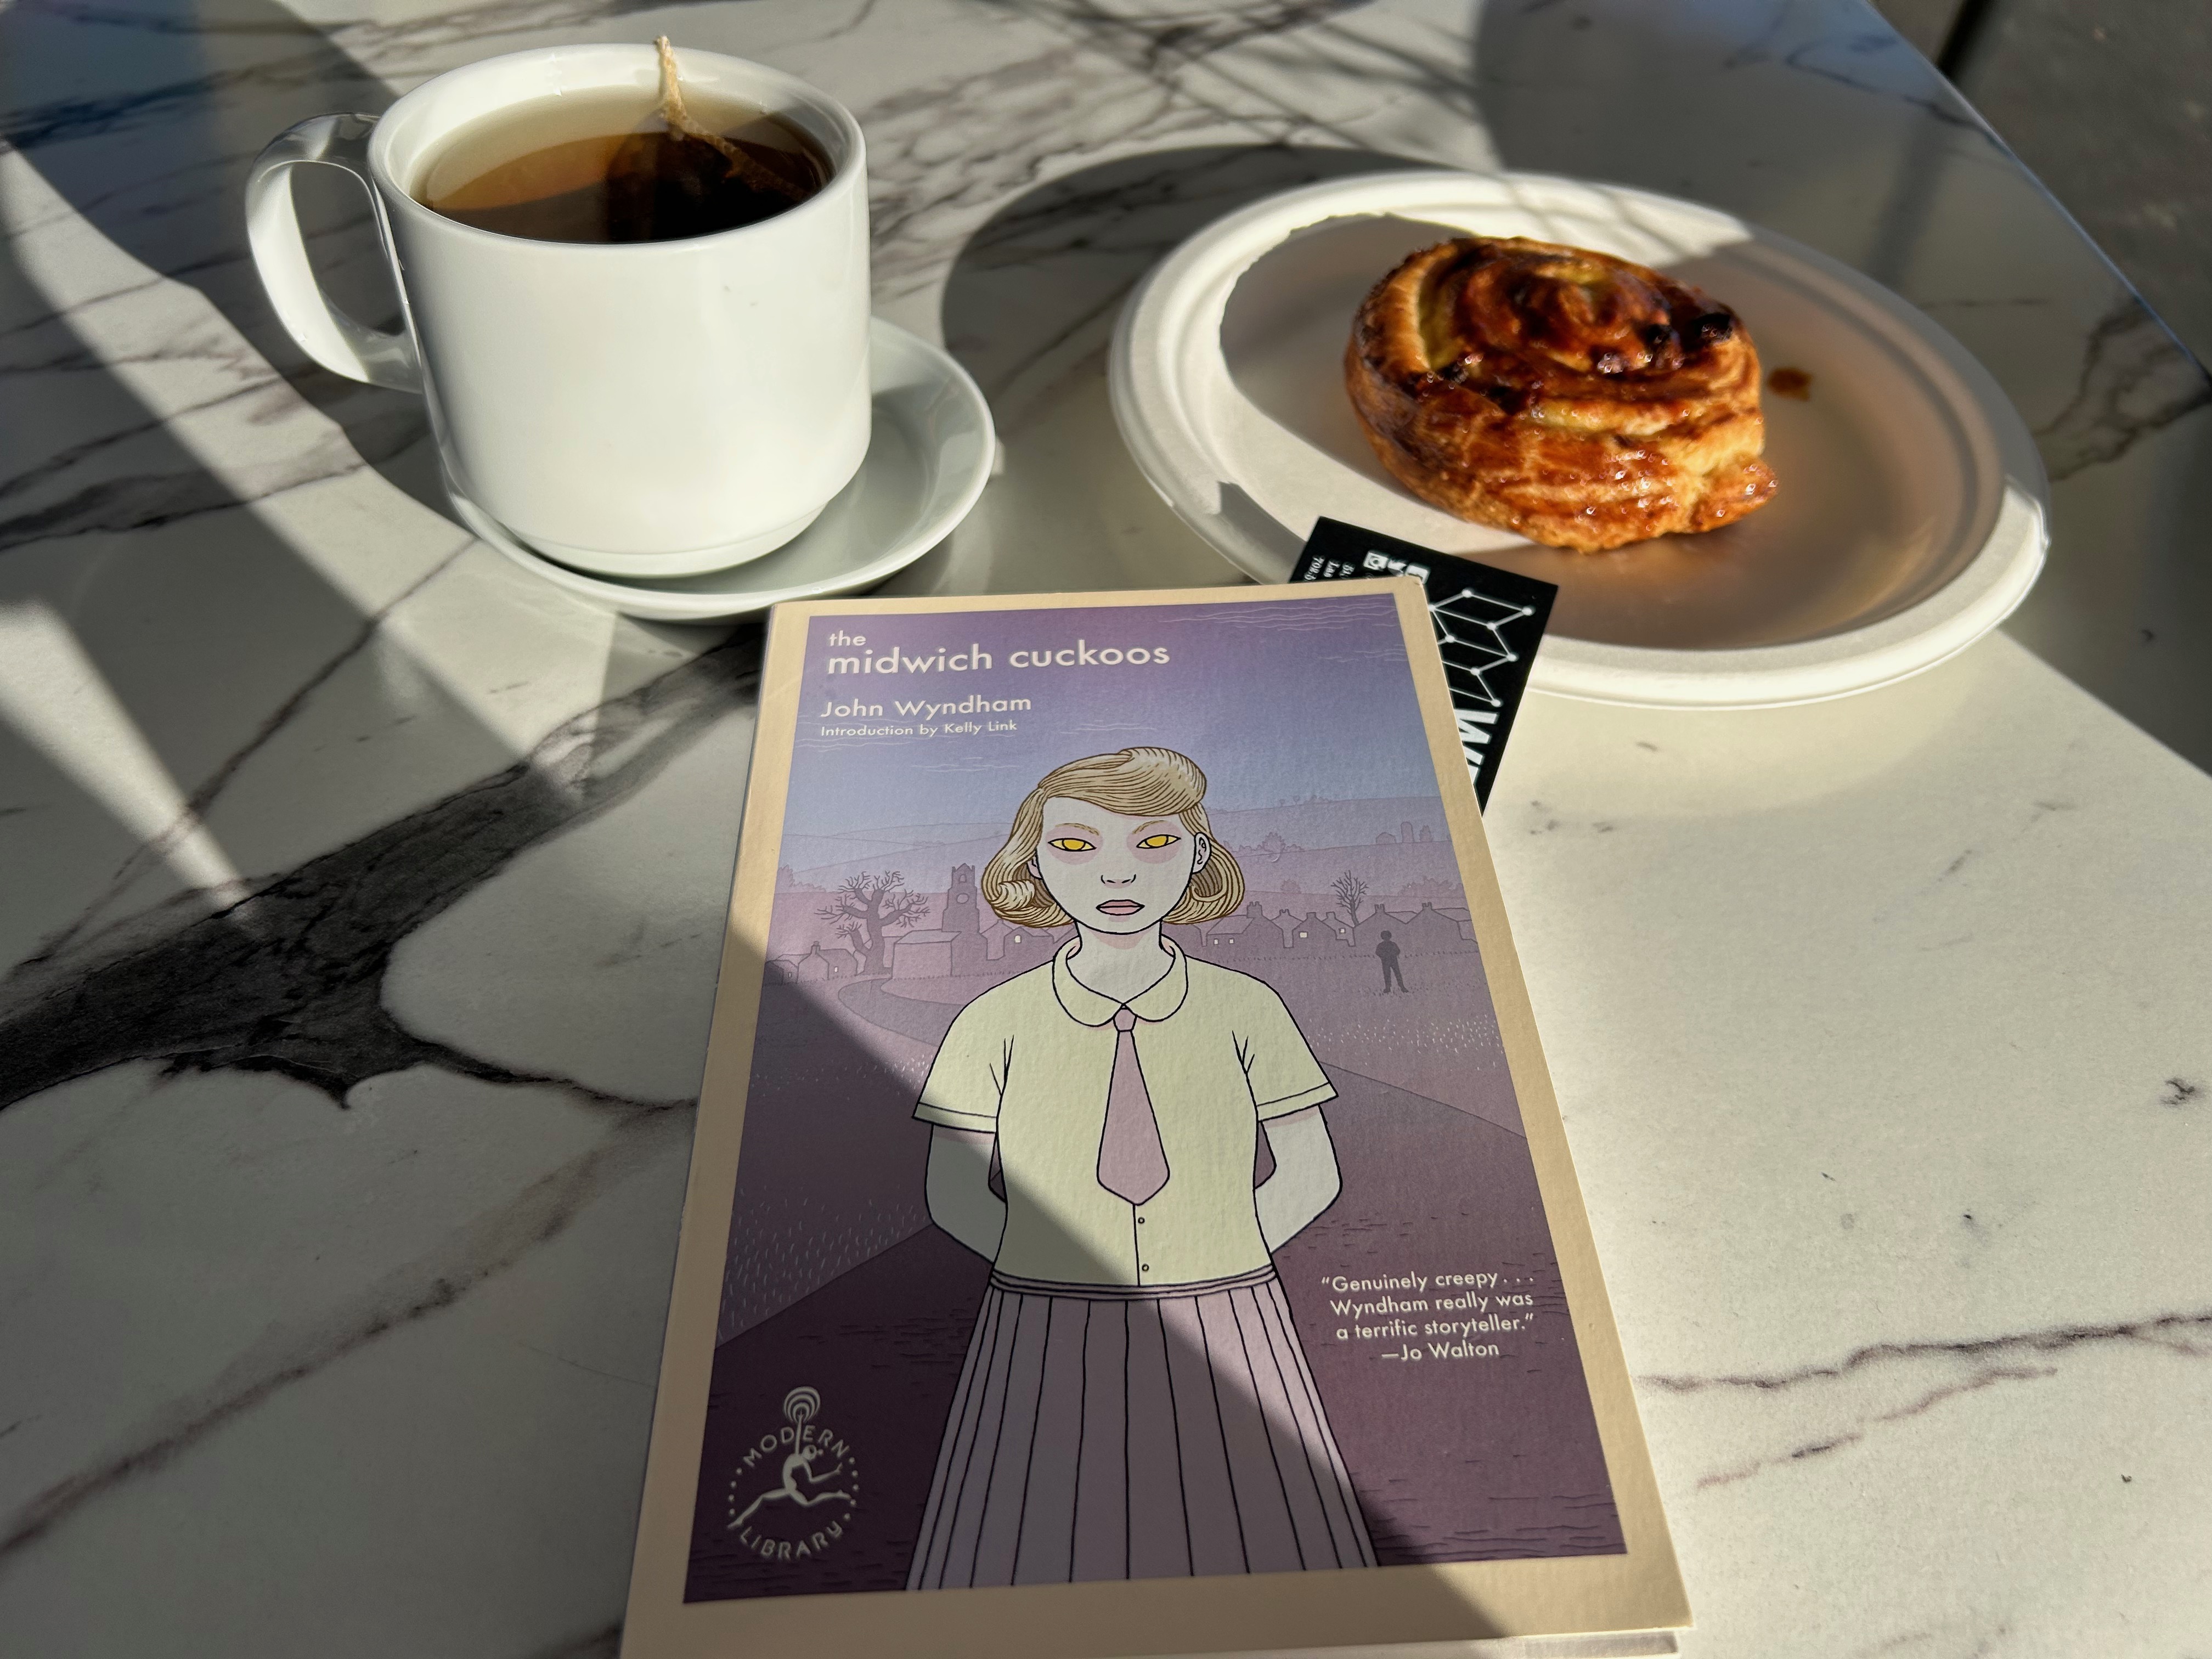 the
midwich cuckoos
John Wyndham
Introduction by Kelly Link
“Genuinely creepy . . .
Wyndham really was
a terrific storyteller.”
—Jo Walton
MODERN
LIBRARY